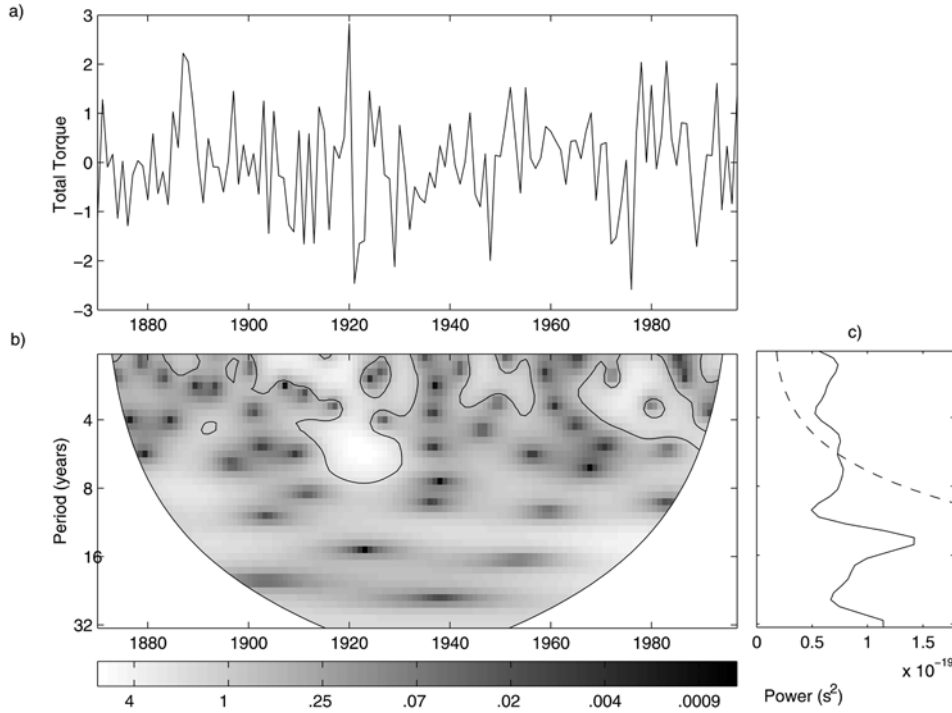 a)
Total Torque
3
2
1
0
−1
−2
−3
1880 1900 1920 1940 1960 1980
b)
c)
Period (years)
4
8
16
32
1880 1900 1920 1940 1960 1980
0 0.5 1 1.5
x 10⁻¹⁹
Power (s²)
4 1 .25 .07 .02 .004 .0009